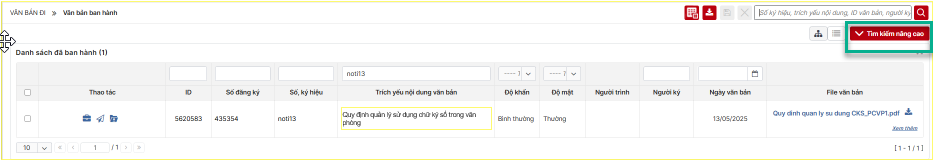 VĂN BẢN ĐI » Văn bản ban hành
Số ký hiệu, trích yếu nội dung, ID văn bản, người ký
Tìm kiếm nâng cao
Danh sách đã ban hành (1)
noti13
Thao tác ID Số đăng ký Số, ký hiệu Trích yếu nội dung văn bản Độ khẩn Độ mật Người trình Người ký Ngày văn bản File văn bản
5620583 435354 noti13 Quy định quản lý sử dụng chữ ký số trong văn phòng Bình thường Thường 13/05/2025 Quy dinh quan ly su dung CKS_PCVP1.pdf
Xem thêm
10 « < 1 / 1 > » [ 1 - 1 / 1 ]